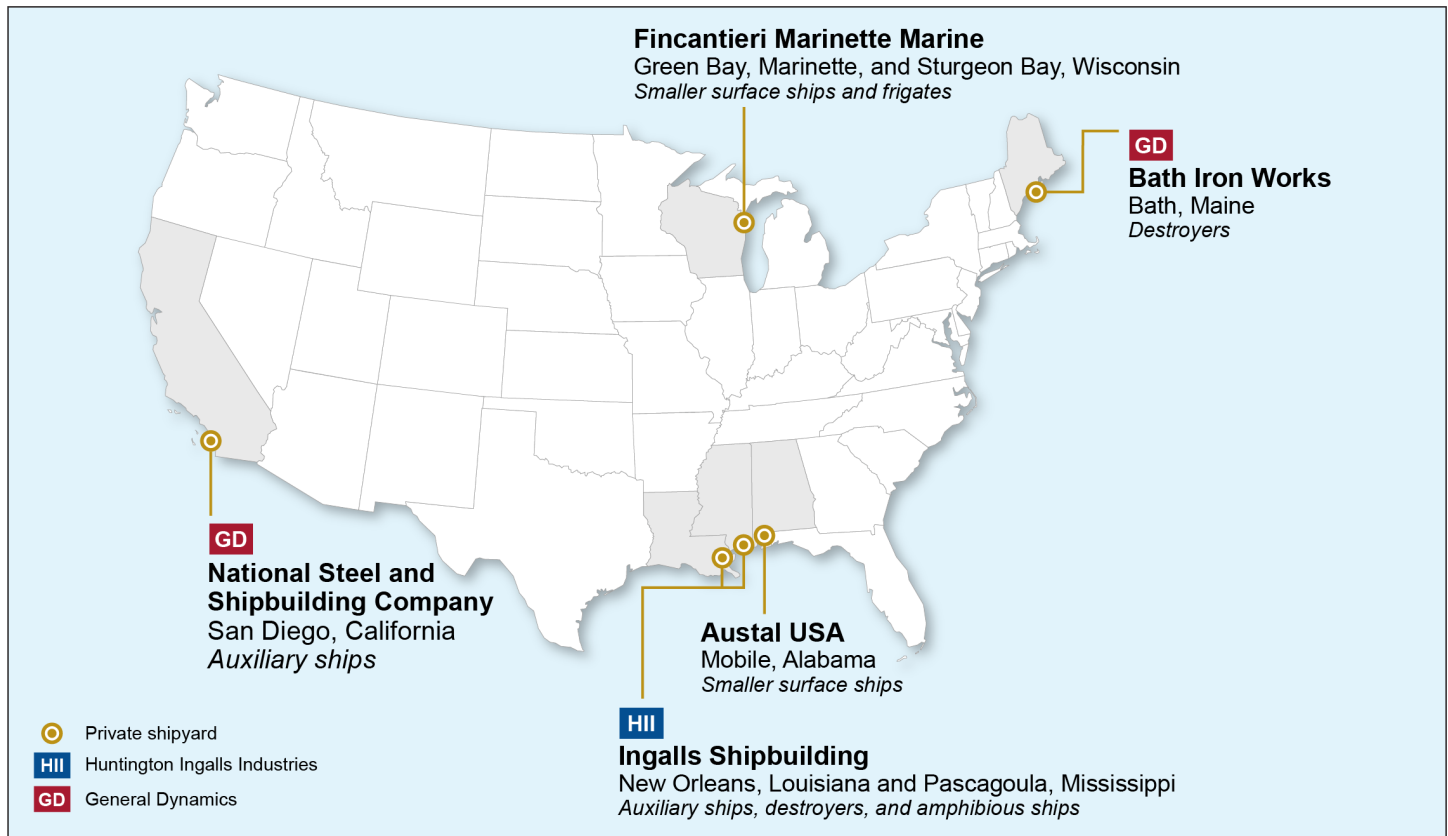 Fincantieri Marinette Marine
Green Bay, Marinette, and Sturgeon Bay, Wisconsin
Smaller surface ships and frigates
GD
Bath Iron Works
Bath, Maine
Destroyers
GD
National Steel and
Shipbuilding Company
San Diego, California
Auxiliary ships
Austal USA
Mobile, Alabama
Smaller surface ships
HII
Ingalls Shipbuilding
New Orleans, Louisiana and Pascagoula, Mississippi
Auxiliary ships, destroyers, and amphibious ships
Private shipyard
HII Huntington Ingalls Industries
GD General Dynamics